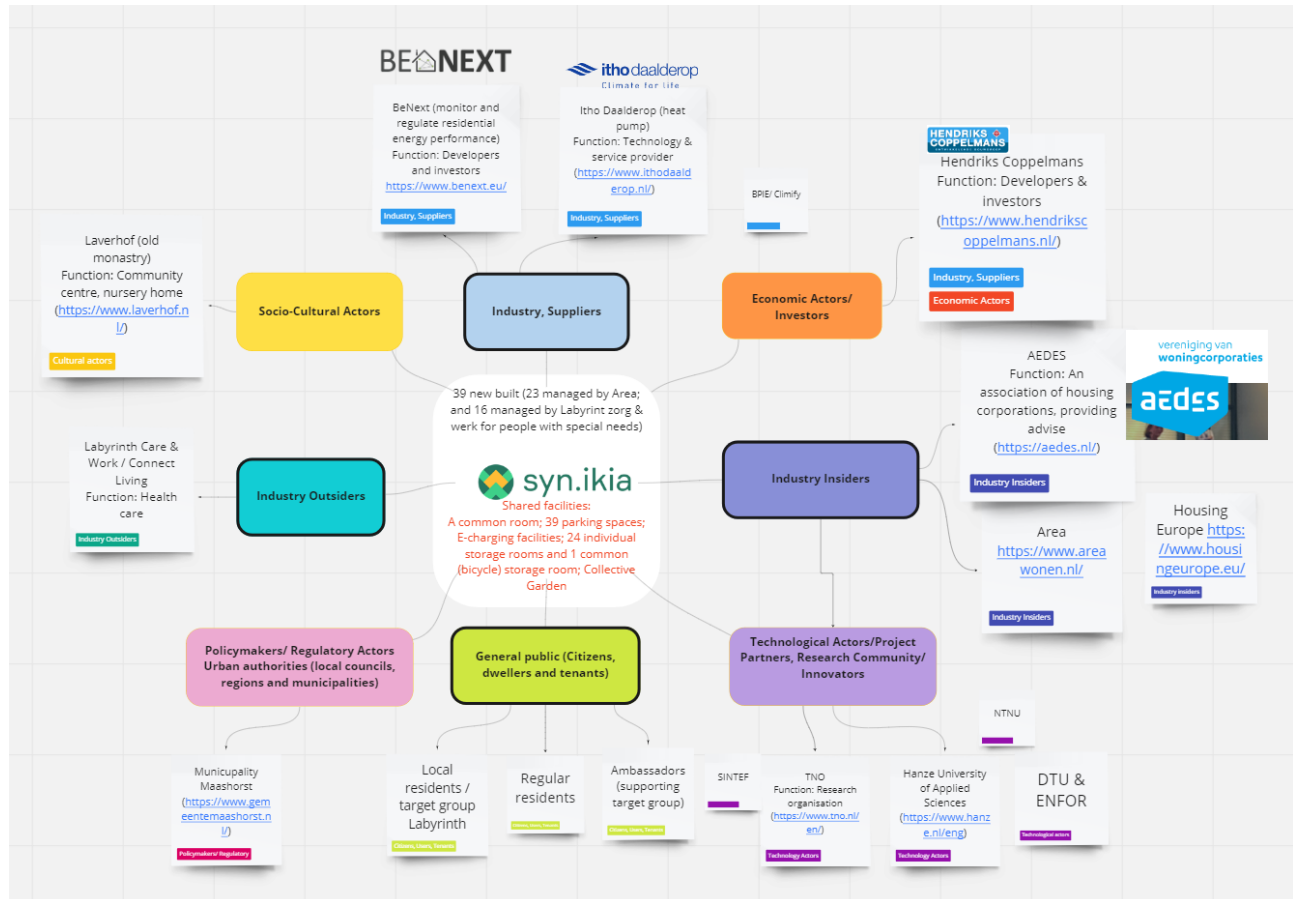 BE NEXT
BeNext (monitor and
regulate residential
energy performance)
Function: Developers
and investors
https://www.benext.eu/
Industry, Suppliers
itho daalderop
Climate for life
Itho Daalderop (heat
pump)
Function: Technology &
service provider
(https://www.ithodaald
erop.nl/)
Industry, Suppliers
BPIE/ Climify
HENDRIKS
COPPELMANS
Hendriks Coppelmans
Function: Developers &
investors
(https://www.hendriksc
oppelmans.nl/)
Industry, Suppliers
Economic Actors
Laverhof (old
monastry)
Function: Community
centre, nursery home
(https://www.laverhof.n
l/)
Cultural actors
Socio-Cultural Actors
Industry, Suppliers
Economic Actors/
Investors
AEDES
Function: An
association of housing
corporations, providing
advise
(https://aedes.nl/)
Industry Insiders
vereniging van
woningcorporaties
aedes
39 new built (23 managed by Area;
and 16 managed by Labyrint zorg &
werk for people with special needs)
syn.ikia
Shared facilities:
A common room; 39 parking spaces;
E-charging facilities; 24 individual
storage rooms and 1 common
(bicycle) storage room; Collective
Garden
Labyrinth Care &
Work / Connect
Living
Function: Health
care
Industry Outsiders
Industry Outsiders
Industry Insiders
Area
https://www.area
wonen.nl/
Industry Insiders
Housing
Europe https:
//www.housi
ngeurope.eu/
Industry insiders
Policymakers/ Regulatory Actors
Urban authorities (local councils,
regions and municipalities)
General public (Citizens,
dwellers and tenants)
Technological Actors/Project
Partners, Research Community/
Innovators
Municupality
Maashorst
(https://www.gem
eentemaashorst.n
l/)
Policymakers/ Regulatory
Local
residents /
target group
Labyrinth
Citizens, Users, Tenants
Regular
residents
Citizens, Users, Tenants
Ambassadors
(supporting
target group)
Citizens, Users, Tenants
SINTEF
TNO
Function: Research
organisation
(https://www.tno.nl/
en/)
Technology Actors
Hanze University
of Applied
Sciences
(https://www.hanz
e.nl/eng)
Technology Actors
NTNU
DTU &
ENFOR
Technological actors